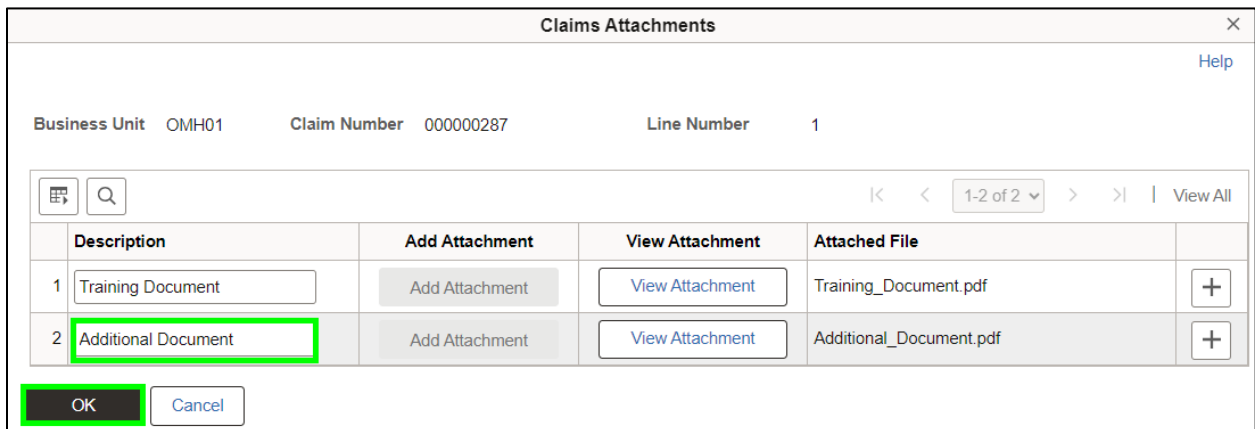 Claims Attachments
Help
Business Unit OMH01 Claim Number 000000287 Line Number 1
1-2 of 2 | View All
Description Add Attachment View Attachment Attached File
1 Training Document Add Attachment View Attachment Training_Document.pdf
2 Additional Document Add Attachment View Attachment Additional_Document.pdf
OK Cancel